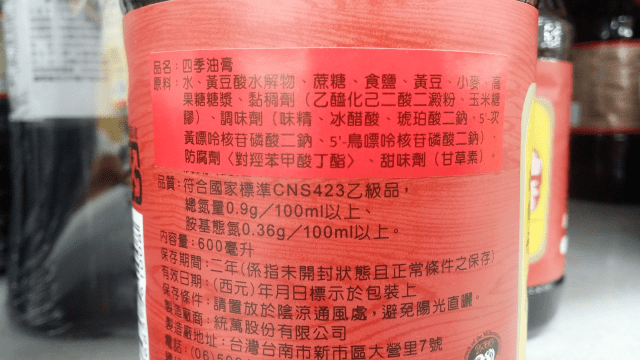 品名:四季油膏
原料:水、黃豆酸水解物、蔗糖、食鹽、黃豆、小麥、高
果糖糖漿、黏稠劑(乙醯化己二酸二澱粉、玉米糖
膠)、調味劑(味精、冰醋酸、琥珀酸二鈉、5'-次
黃嘌呤核苷磷酸二鈉、5'-鳥嘌呤核苷磷酸二鈉)、
防腐劑〈對羥苯甲酸丁酯〉、甜味劑(甘草素)。
品質:符合國家標準CNS423乙級品,
總氮量0.9g/100ml以上、
胺基態氮0.36g/100ml以上。
內容量:600毫升
保存期間:二年(係指未開封狀態且正常條件之保存)
有效日期:(西元)年月日標示於包裝上
保存條件:請置放於陰涼通風處,避免陽光直曬。
製造廠商:統萬股份有限公司
製造廠地址:台灣台南市新市區大營里7號